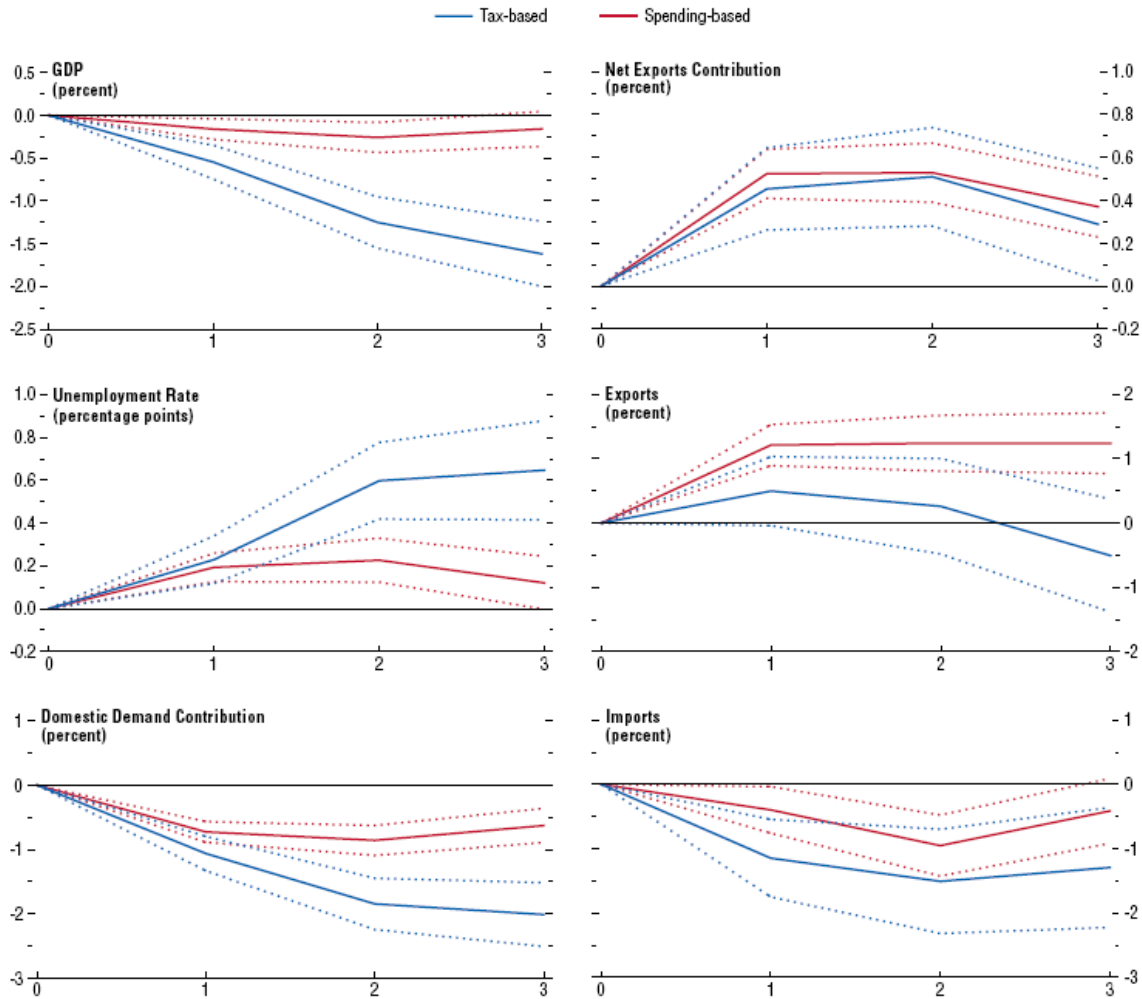 Tax-based
Spending-based
GDP
(percent)
0.5
0.0
-0.5
-1.0
-1.5
-2.0
-2.5
0 1 2 3
Net Exports Contribution
(percent)
1.0
0.8
0.6
0.4
0.2
0.0
-0.2
0 1 2 3
Unemployment Rate
(percentage points)
1.0
0.8
0.6
0.4
0.2
0.0
-0.2
0 1 2 3
Exports
(percent)
2
1
0
-1
-2
0 1 2 3
Domestic Demand Contribution
(percent)
1
0
-1
-2
-3
0 1 2 3
Imports
(percent)
1
0
-1
-2
-3
0 1 2 3